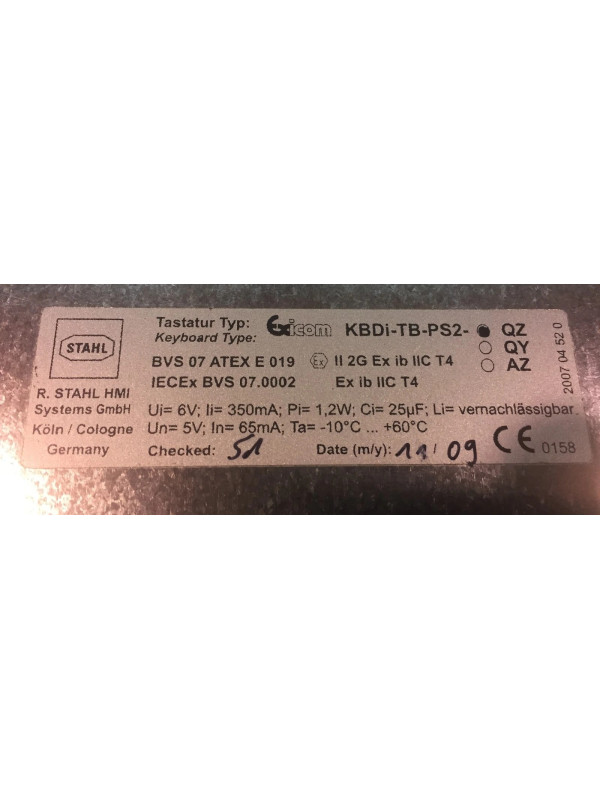 STAHL
R. STAHL HMI
Systems GmbH
Köln / Cologne
Germany
Tastatur Typ: Exicom KBDi-TB-PS2- QZ
Keyboard Type: QY
AZ
BVS 07 ATEX E 019 Ex II 2G Ex ib IIC T4
IECEx BVS 07.0002 Ex ib IIC T4
Ui= 6V; Ii= 350mA; Pi= 1,2W; Ci= 25µF; Li= vernachlässigbar.
Un= 5V; In= 65mA; Ta= -10°C ... +60°C
Checked: 51 Date (m/y): 11/09 CE 0158
2007 04 52 0